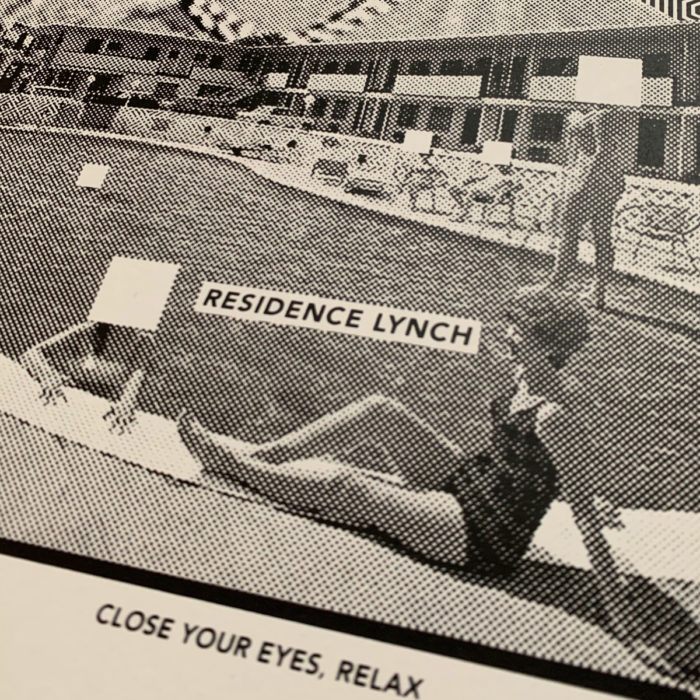 RESIDENCE LYNCH
CLOSE YOUR EYES, RELAX